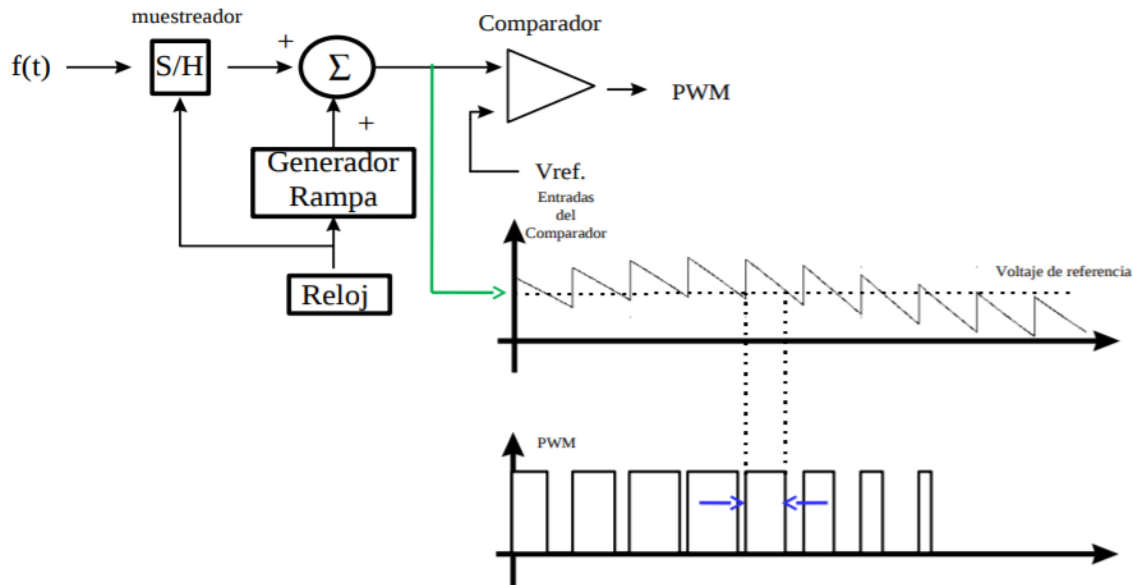 muestreador
Comparador
f(t)
S/H
+
Σ
PWM
+
Generador
Rampa
Vref.
Entradas
del
Comparador
Voltaje de referencia
Reloj
PWM